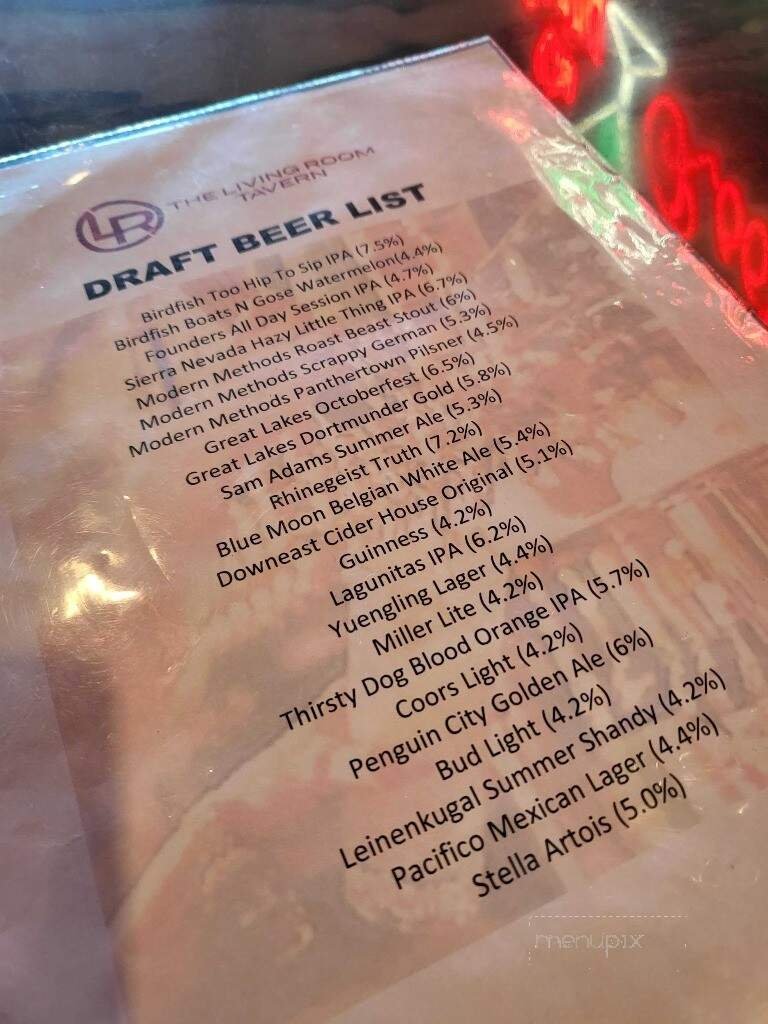 LR
THE LIVING ROOM
TAVERN
DRAFT BEER LIST
Birdfish Too Hip To Sip IPA (7.5%)
Birdfish Boats N Gose Watermelon(4.4%)
Founders All Day Session IPA (4.7%)
Sierra Nevada Hazy Little Thing IPA (6.7%)
Modern Methods Roast Beast Stout (6%)
Modern Methods Scrappy German (5.3%)
Modern Methods Panthertown Pilsner (4.5%)
Great Lakes Octoberfest (6.5%)
Great Lakes Dortmunder Gold (5.8%)
Sam Adams Summer Ale (5.3%)
Rhinegeist Truth (7.2%)
Blue Moon Belgian White Ale (5.4%)
Downeast Cider House Original (5.1%)
Guinness (4.2%)
Lagunitas IPA (6.2%)
Yuengling Lager (4.4%)
Miller Lite (4.2%)
Thirsty Dog Blood Orange IPA (5.7%)
Coors Light (4.2%)
Penguin City Golden Ale (6%)
Bud Light (4.2%)
Leinenkugal Summer Shandy (4.2%)
Pacifico Mexican Lager (4.4%)
Stella Artois (5.0%)
menupix